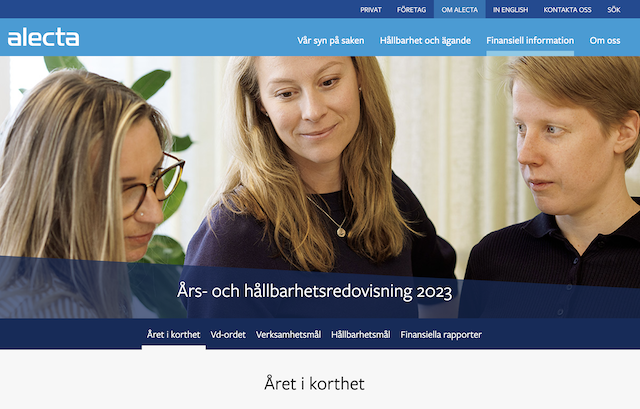 PRIVAT FÖRETAG OM ALECTA IN ENGLISH KONTAKTA OSS SÖK
alecta
Vår syn på saken Hållbarhet och ägande Finansiell information Om oss
Års- och hållbarhetsredovisning 2023
Året i korthet Vd-ordet Verksamhetsmål Hållbarhetsmål Finansiella rapporter
Året i korthet